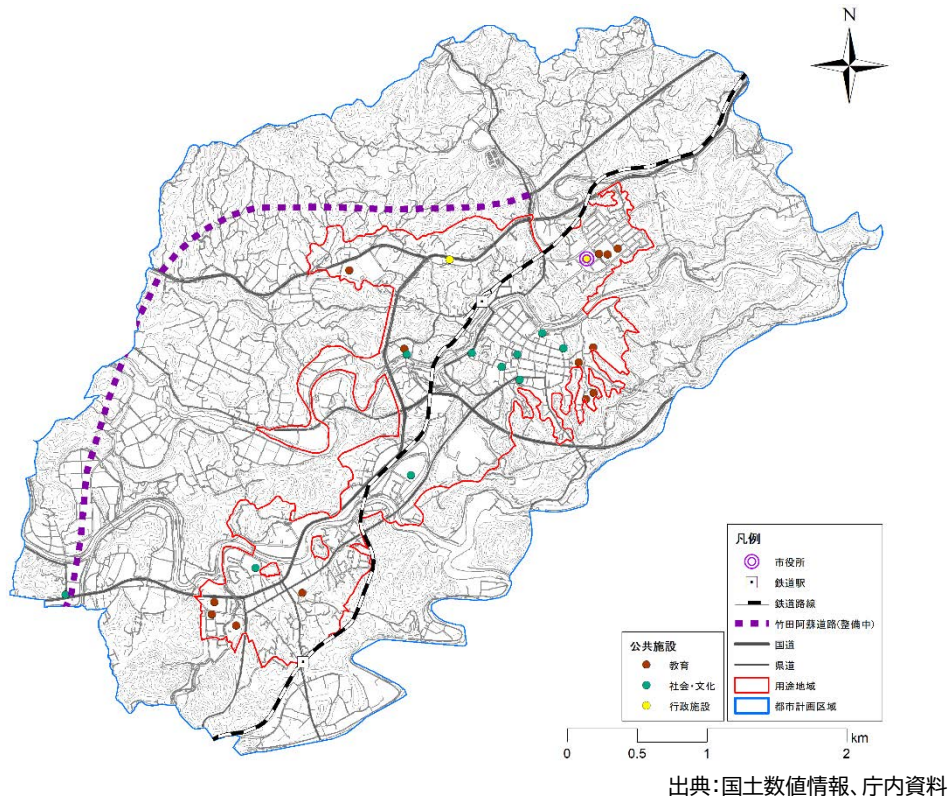 N
凡例
市役所
鉄道駅
鉄道路線
竹田阿蘇道路(整備中)
国道
県道
用途地域
都市計画区域
公共施設
教育
社会・文化
行政施設
0 0.5 1 2 km
出典:国土数値情報、庁内資料